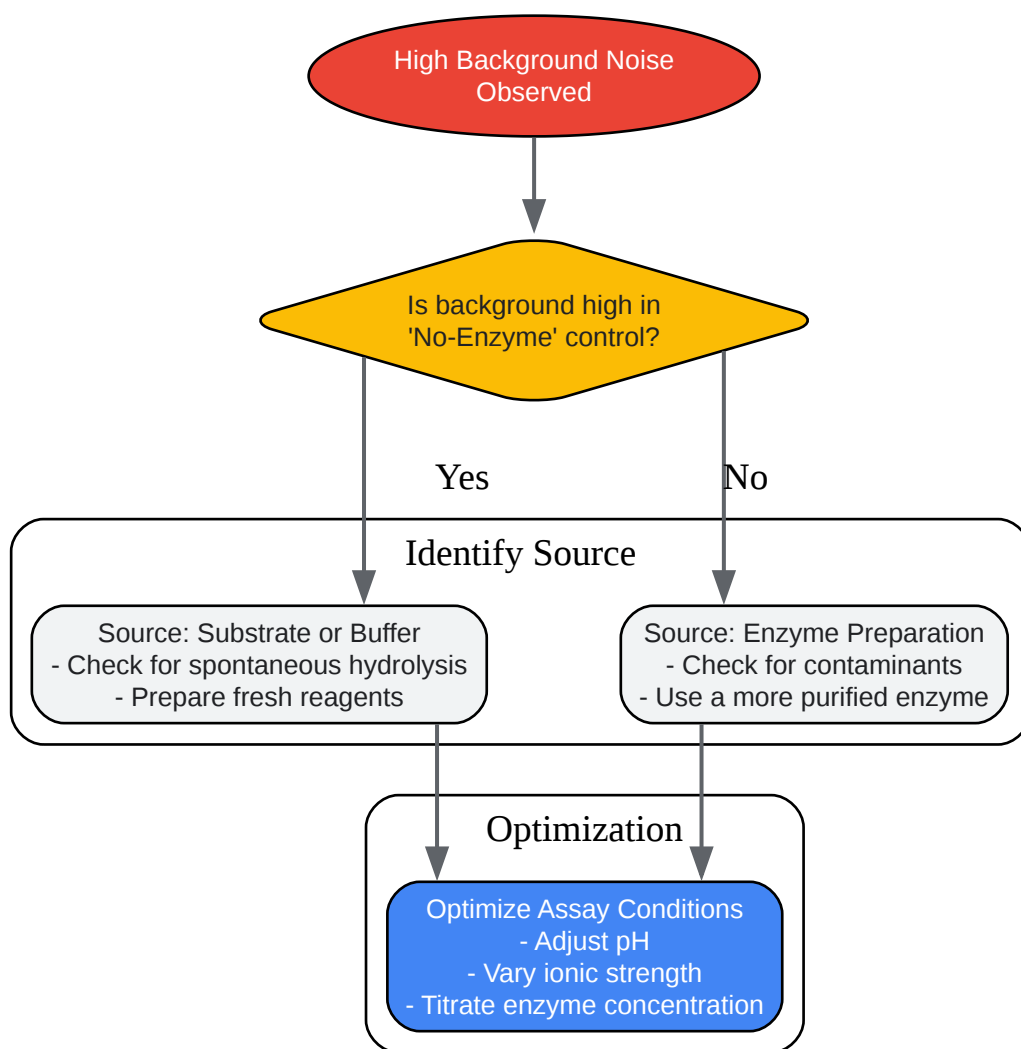 High Background Noise
Observed
Is background high in
'No-Enzyme' control?
Yes
No
Identify Source
Source: Substrate or Buffer
- Check for spontaneous hydrolysis
- Prepare fresh reagents
Source: Enzyme Preparation
- Check for contaminants
- Use a more purified enzyme
Optimization
Optimize Assay Conditions
- Adjust pH
- Vary ionic strength
- Titrate enzyme concentration